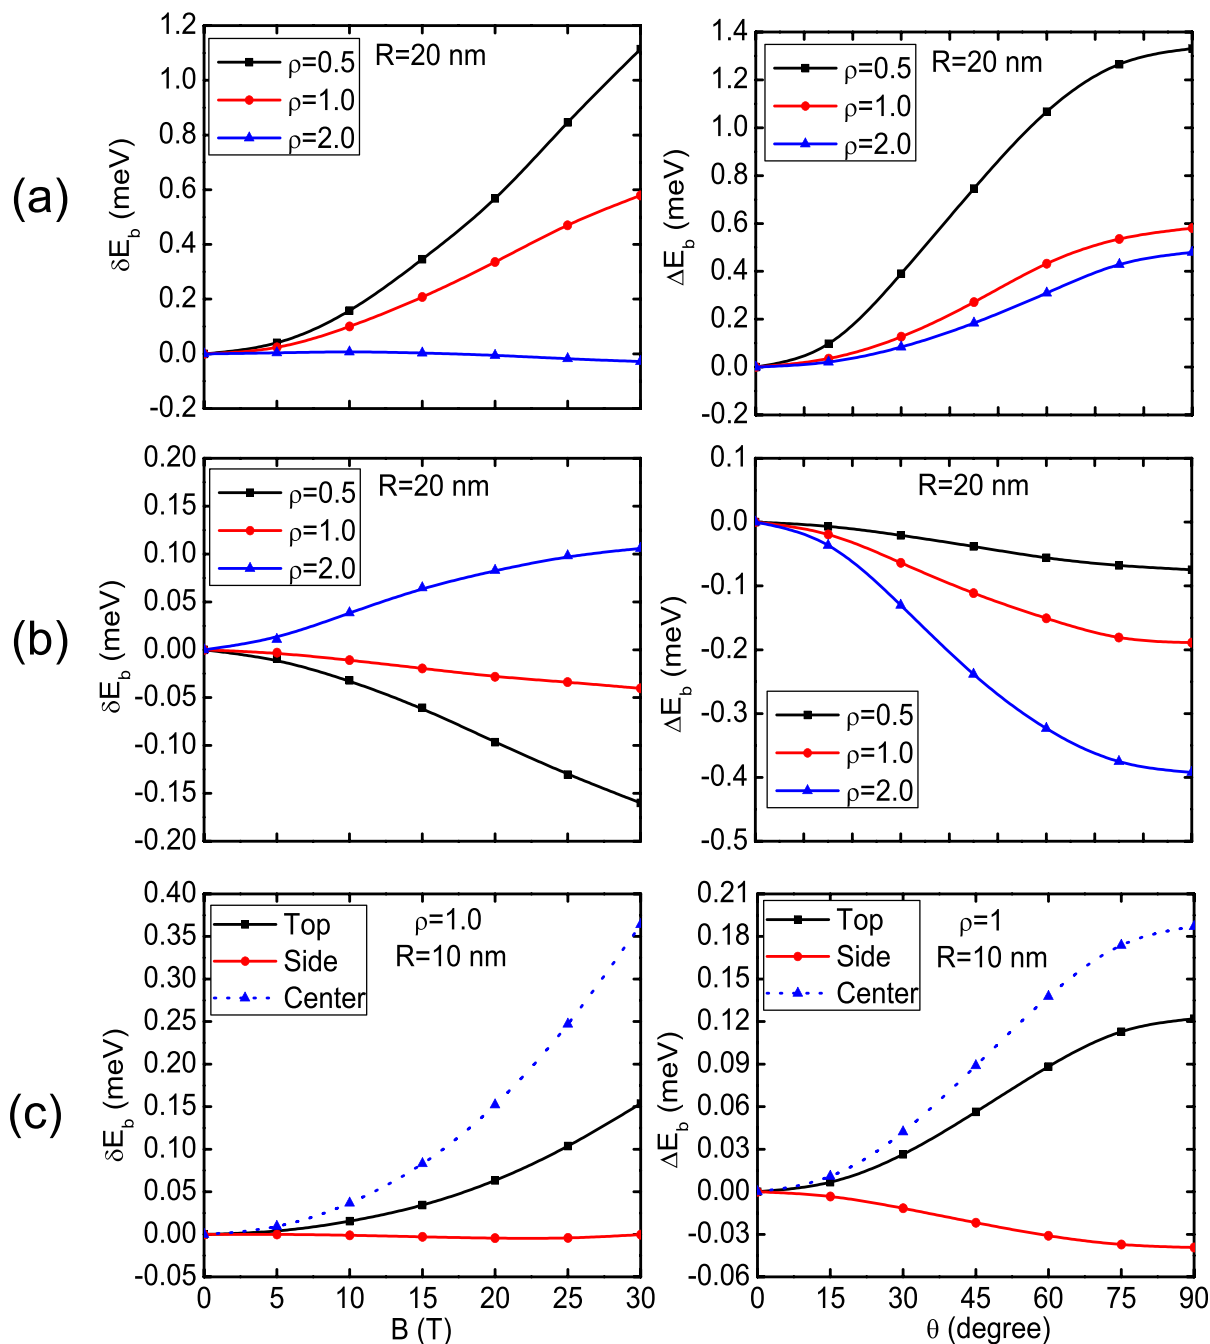 (a)
1.2
1.0
0.8
0.6
0.4
0.2
0.0
-0.2
δE_b (meV)
ρ=0.5
ρ=1.0
ρ=2.0
R=20 nm
1.4
1.2
1.0
0.8
0.6
0.4
0.2
0.0
-0.2
ΔE_b (meV)
ρ=0.5
ρ=1.0
ρ=2.0
R=20 nm
(b)
0.20
0.15
0.10
0.05
0.00
-0.05
-0.10
-0.15
-0.20
δE_b (meV)
ρ=0.5
ρ=1.0
ρ=2.0
R=20 nm
0.1
0.0
-0.1
-0.2
-0.3
-0.4
-0.5
ΔE_b (meV)
R=20 nm
ρ=0.5
ρ=1.0
ρ=2.0
(c)
0.40
0.35
0.30
0.25
0.20
0.15
0.10
0.05
0.00
-0.05
δE_b (meV)
Top
Side
Center
ρ=1.0
R=10 nm
0 5 10 15 20 25 30
B (T)
0.21
0.18
0.15
0.12
0.09
0.06
0.03
0.00
-0.03
-0.06
ΔE_b (meV)
Top
Side
Center
ρ=1
R=10 nm
0 15 30 45 60 75 90
θ (degree)